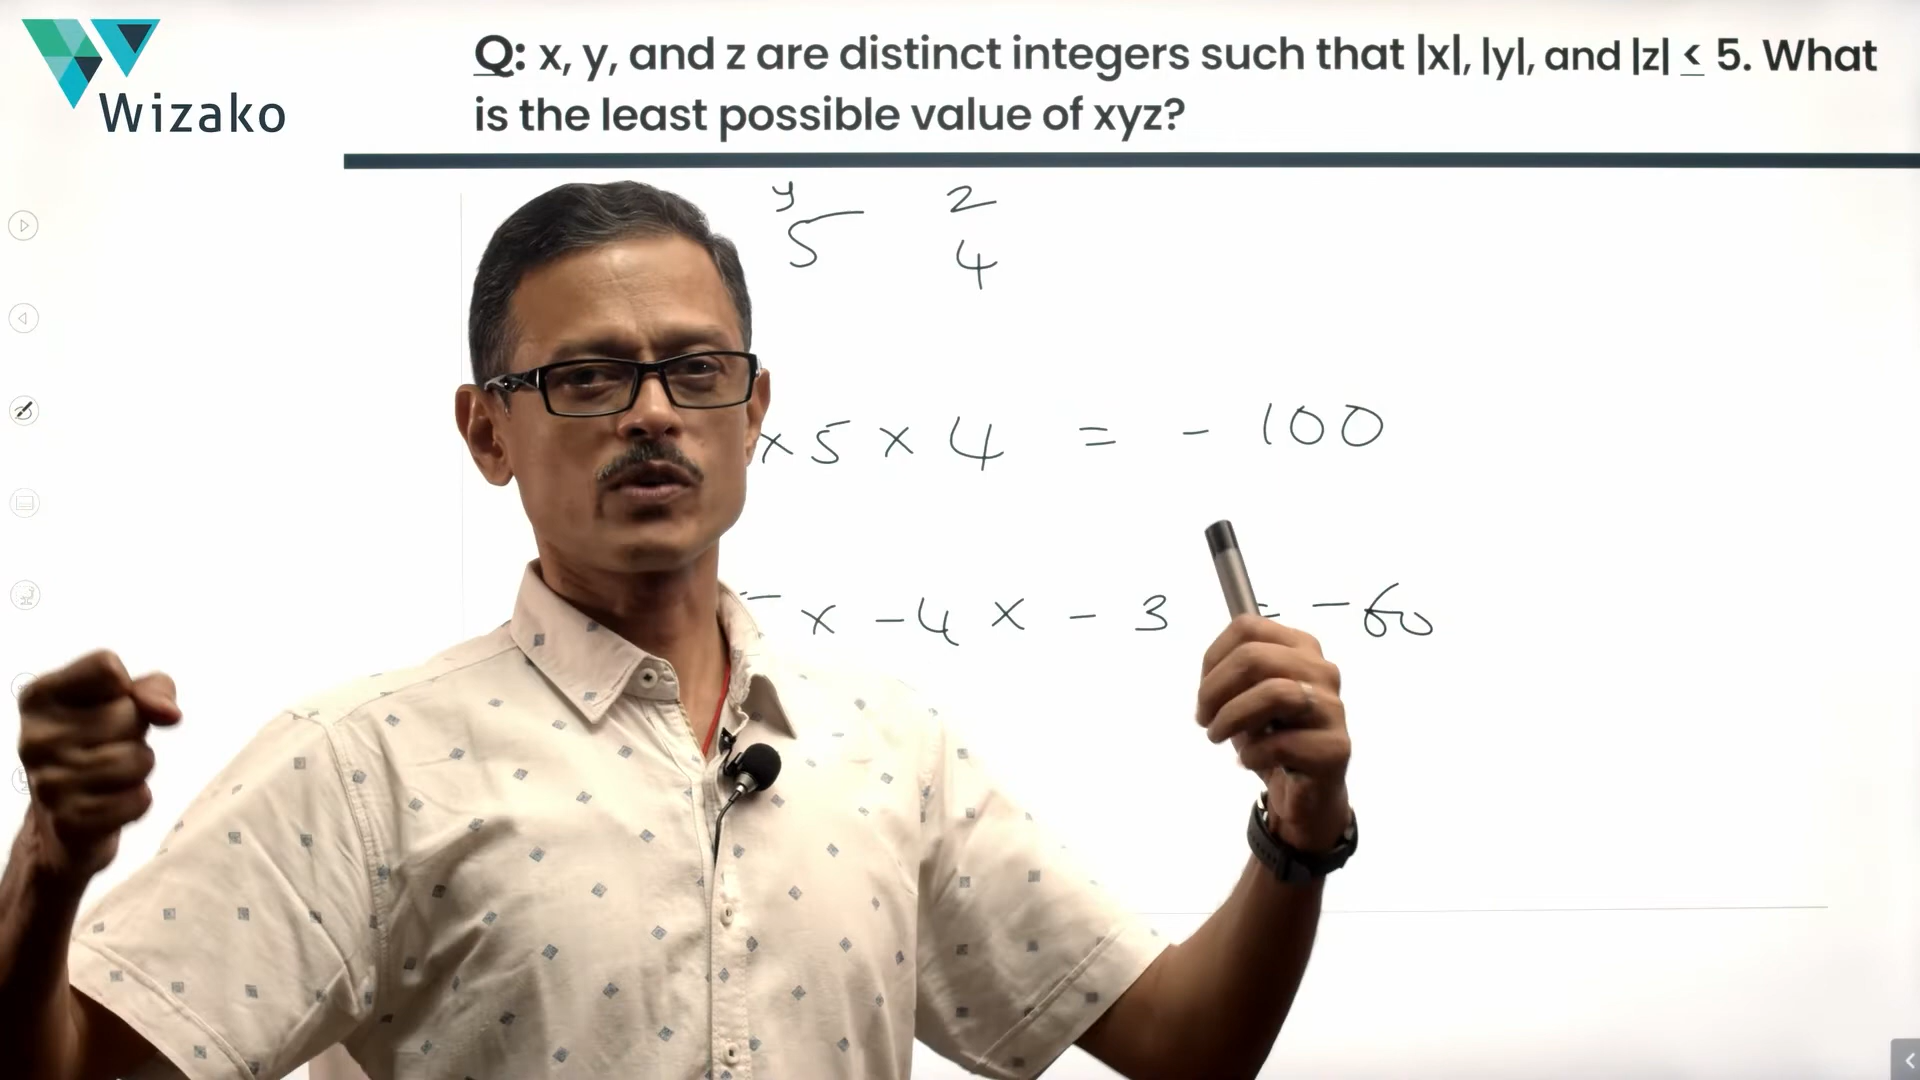 Wizako
Q: x, y, and z are distinct integers such that |x|, |y|, and |z| ≤ 5. What
is the least possible value of xyz?
y z
5 4
x 5 x 4 = - 100
x -4 x - 3 = -60